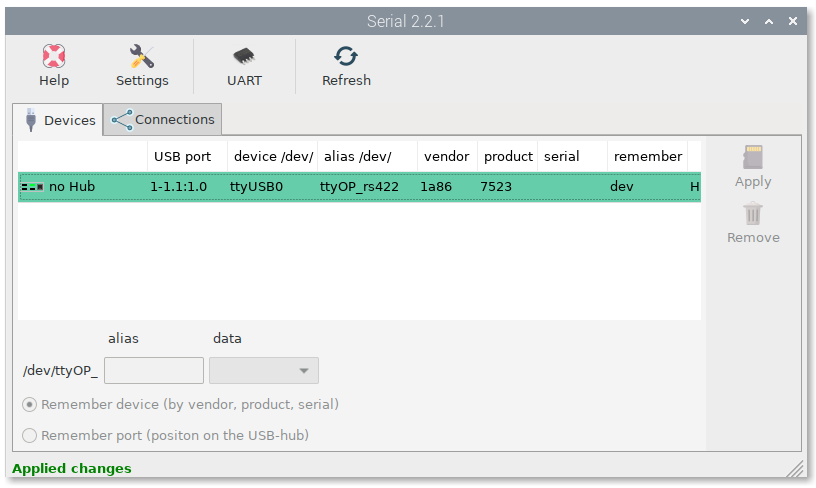 Serial 2.2.1
Help Settings UART Refresh
Devices Connections
USB port device /dev/ alias /dev/ vendor product serial remember
no Hub 1-1.1:1.0 ttyUSB0 ttyOP_rs422 1a86 7523 dev H
Apply
Remove
alias data
/dev/ttyOP_
Remember device (by vendor, product, serial)
Remember port (positon on the USB-hub)
Applied changes